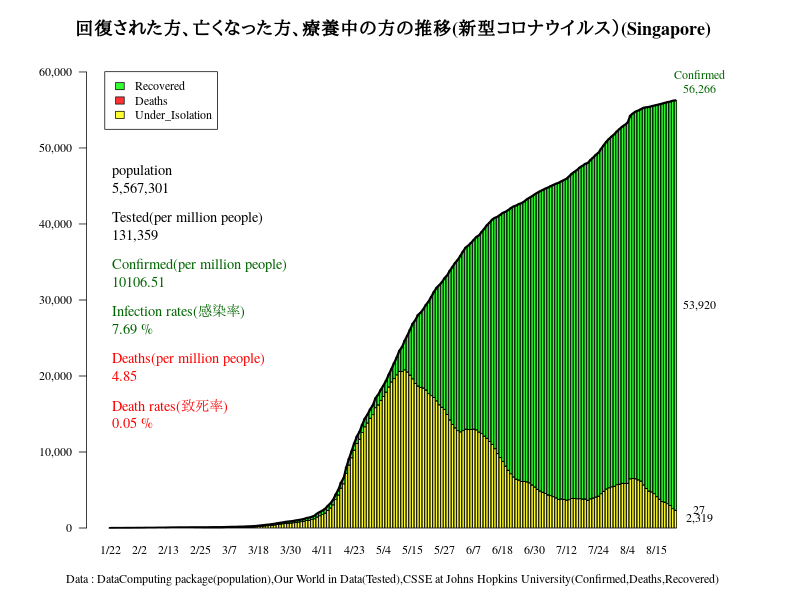 回復された方、亡くなった方、療養中の方の推移(新型コロナウイルス）(Singapore)
Confirmed
56,266
60,000
50,000
40,000
30,000
20,000
10,000
0
Recovered
Deaths
Under_Isolation
population
5,567,301
Tested(per million people)
131,359
Confirmed(per million people)
10106.51
Infection rates(感染率)
7.69 %
Deaths(per million people)
4.85
Death rates(致死率)
0.05 %
53,920
27
2,319
1/22 2/2 2/13 2/25 3/7 3/18 3/30 4/11 4/23 5/4 5/15 5/27 6/7 6/18 6/30 7/12 7/24 8/4 8/15
Data : DataComputing package(population),Our World in Data(Tested),CSSE at Johns Hopkins University(Confirmed,Deaths,Recovered)